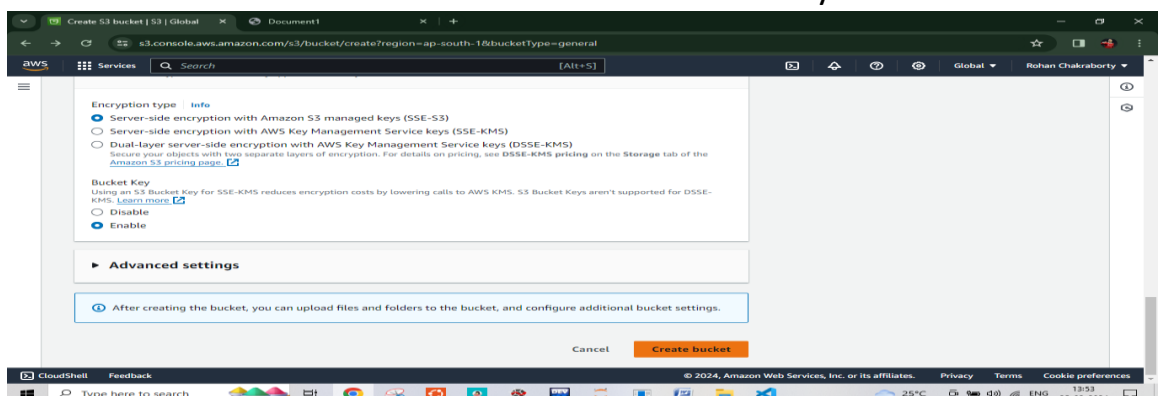 Create S3 bucket | S3 | Global
Document1
s3.console.aws.amazon.com/s3/bucket/create?region=ap-south-1&bucketType=general
aws
Services
Search
[Alt+S]
Global
Rohan Chakraborty
Encryption type Info
Server-side encryption with Amazon S3 managed keys (SSE-S3)
Server-side encryption with AWS Key Management Service keys (SSE-KMS)
Dual-layer server-side encryption with AWS Key Management Service keys (DSSE-KMS)
Secure your objects with two separate layers of encryption. For details on pricing, see DSSE-KMS pricing on the Storage tab of the
Amazon S3 pricing page.
Bucket Key
Using an S3 Bucket Key for SSE-KMS reduces encryption costs by lowering calls to AWS KMS. S3 Bucket Keys aren't supported for DSSE-
KMS. Learn more
Disable
Enable
Advanced settings
After creating the bucket, you can upload files and folders to the bucket, and configure additional bucket settings.
Cancel
Create bucket
CloudShell
Feedback
© 2024, Amazon Web Services, Inc. or its affiliates.
Privacy
Terms
Cookie preferences
Type here to search
25°C
ENG
13:53